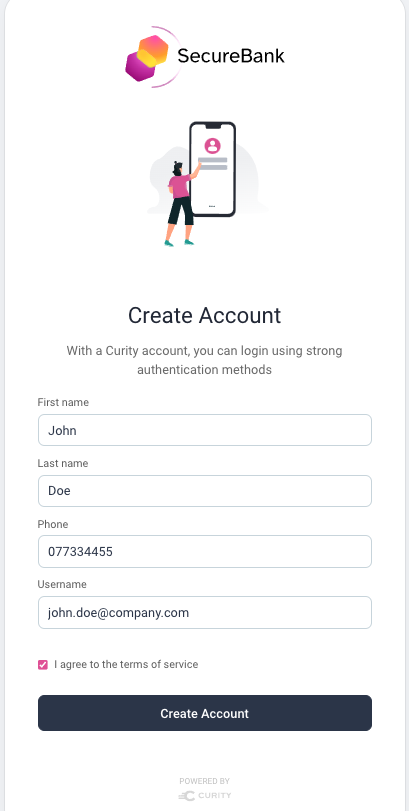 SecureBank
Create Account
With a Curity account, you can login using strong
authentication methods
First name
John
Last name
Doe
Phone
077334455
Username
john.doe@company.com
I agree to the terms of service
Create Account
POWERED BY
CURITY